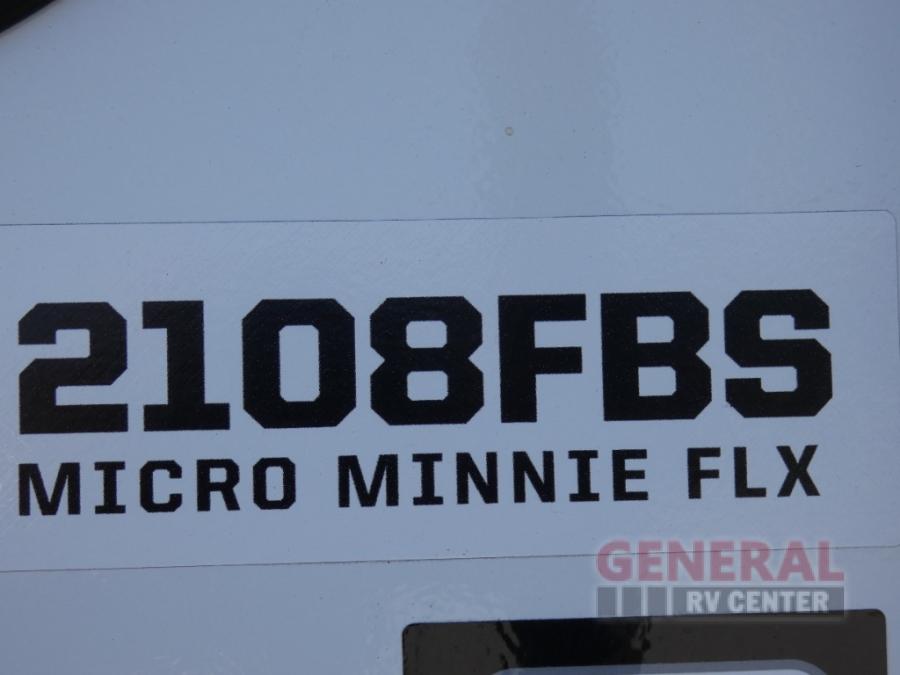 2108FBS
MICRO MINNIE FLX
GENERAL
RV CENTER